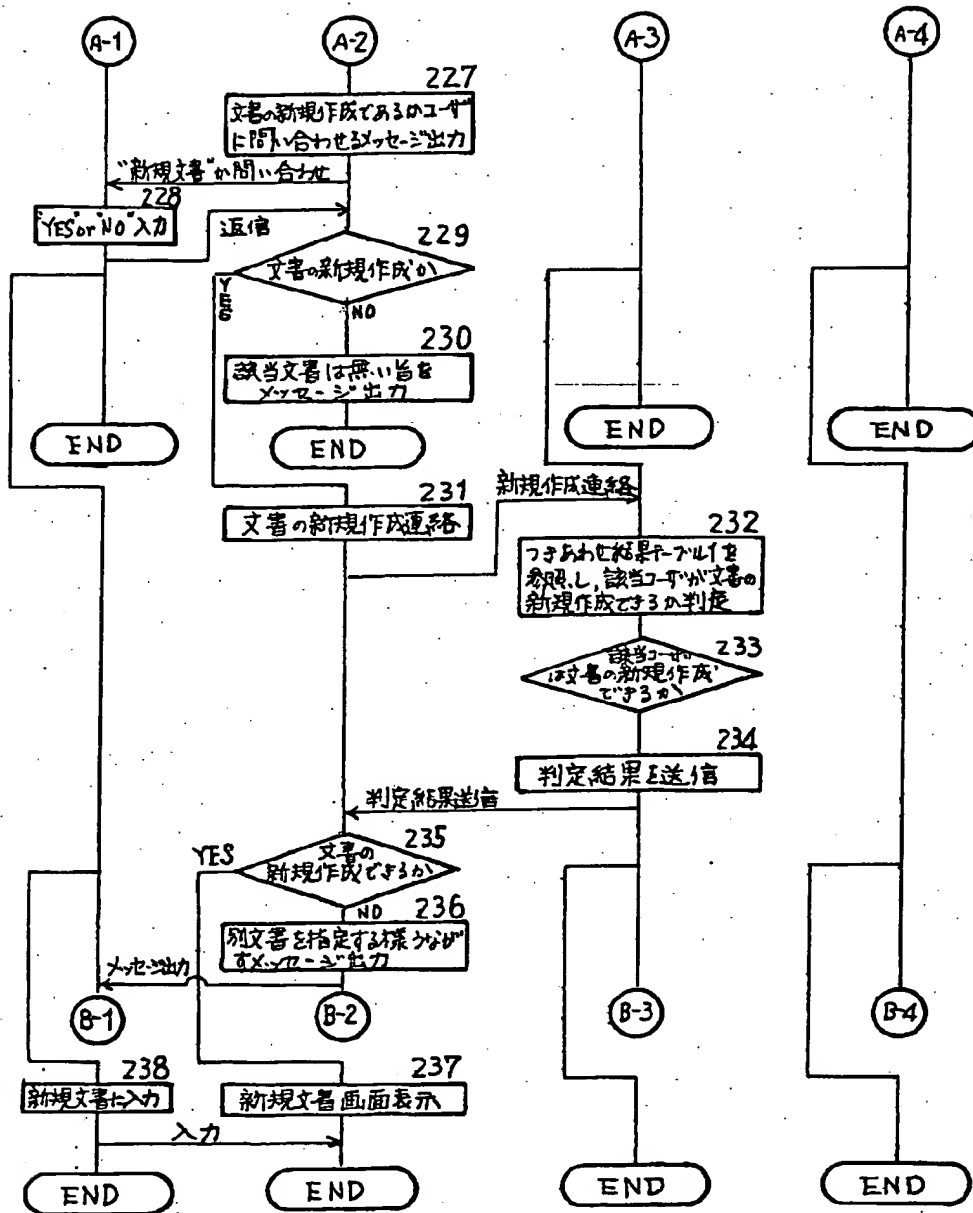 A-1
A-2
A-3
A-4
227
文書の新規作成であるかユーザ
に問い合わせるメッセージ出力
"新規文書"か問い合わせ
228
"YES"or"NO"入力
返信
229
文書の新規作成か
YES
NO
230
該当文書は無い旨を
メッセージ出力
END
END
END
END
231
文書の新規作成連絡
新規作成連絡
232
つきあわせ結果テーブル1を
参照し、該当ユーザが文書の
新規作成できるか判定
233
該当ユーザ
は文書の新規作成
できるか
234
判定結果を送信
判定結果送信
235
YES
文書の
新規作成できるか
NO
236
別文書を指定する様うなが
すメッセージ出力
メッセージ出力
B-1
B-2
B-3
B-4
238
新規文書に入力
237
新規文書画面表示
入力
END
END
END
END